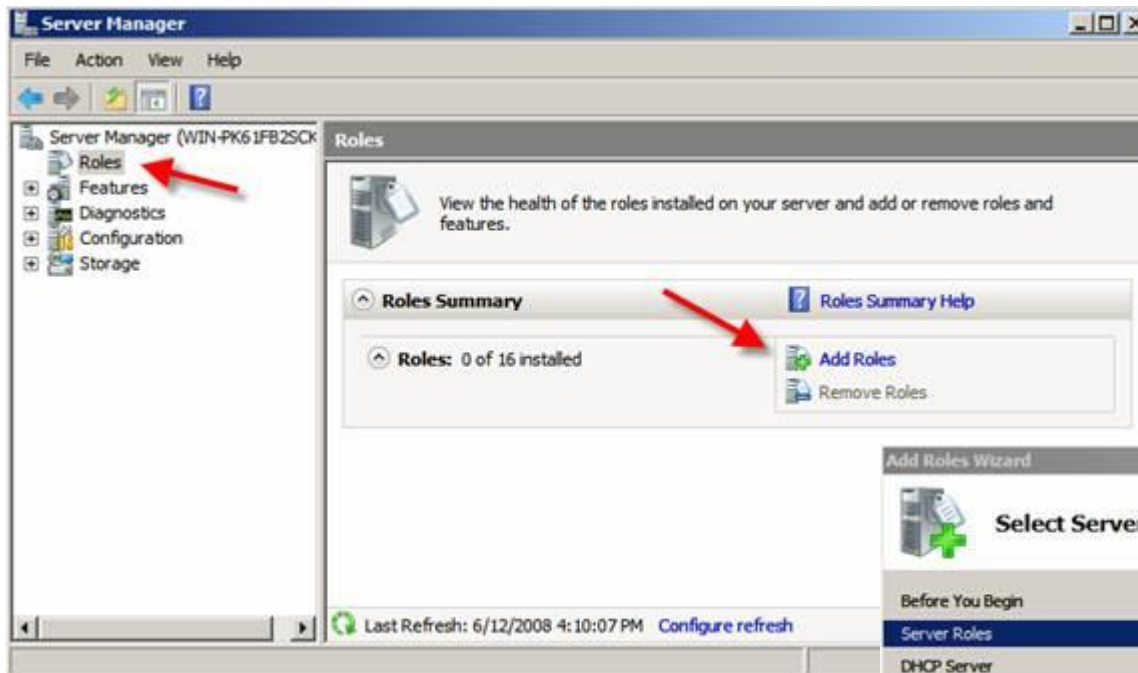 Server Manager
File Action View Help
Server Manager (WIN-PK61FB2SCK
Roles
Features
Diagnostics
Configuration
Storage
Roles
View the health of the roles installed on your server and add or remove roles and
features.
Roles Summary
Roles Summary Help
Roles: 0 of 16 installed
Add Roles
Remove Roles
Last Refresh: 6/12/2008 4:10:07 PM Configure refresh
Add Roles Wizard
Select Server
Before You Begin
Server Roles
DHCP Server